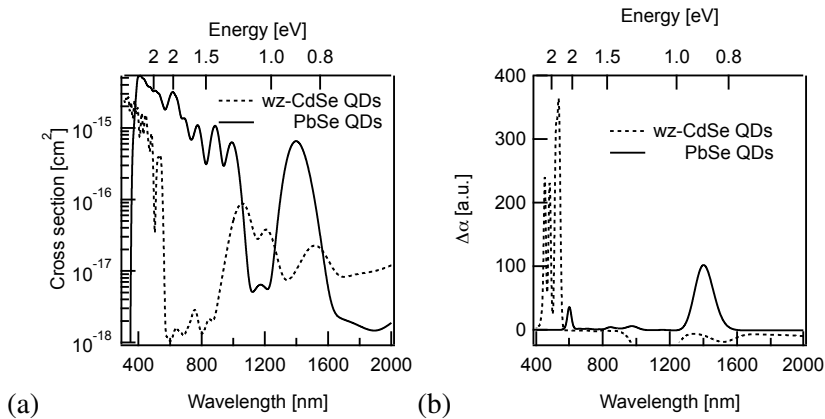 Energy [eV]
2 2 1.5 1.0 0.8
Cross section [cm²]
10⁻¹⁵
10⁻¹⁶
10⁻¹⁷
10⁻¹⁸
wz-CdSe QDs
PbSe QDs
400 800 1200 1600 2000
Wavelength [nm]
(a)
Energy [eV]
2 2 1.5 1.0 0.8
Δα [a.u.]
400
300
200
100
0
wz-CdSe QDs
PbSe QDs
400 800 1200 1600 2000
Wavelength [nm]
(b)